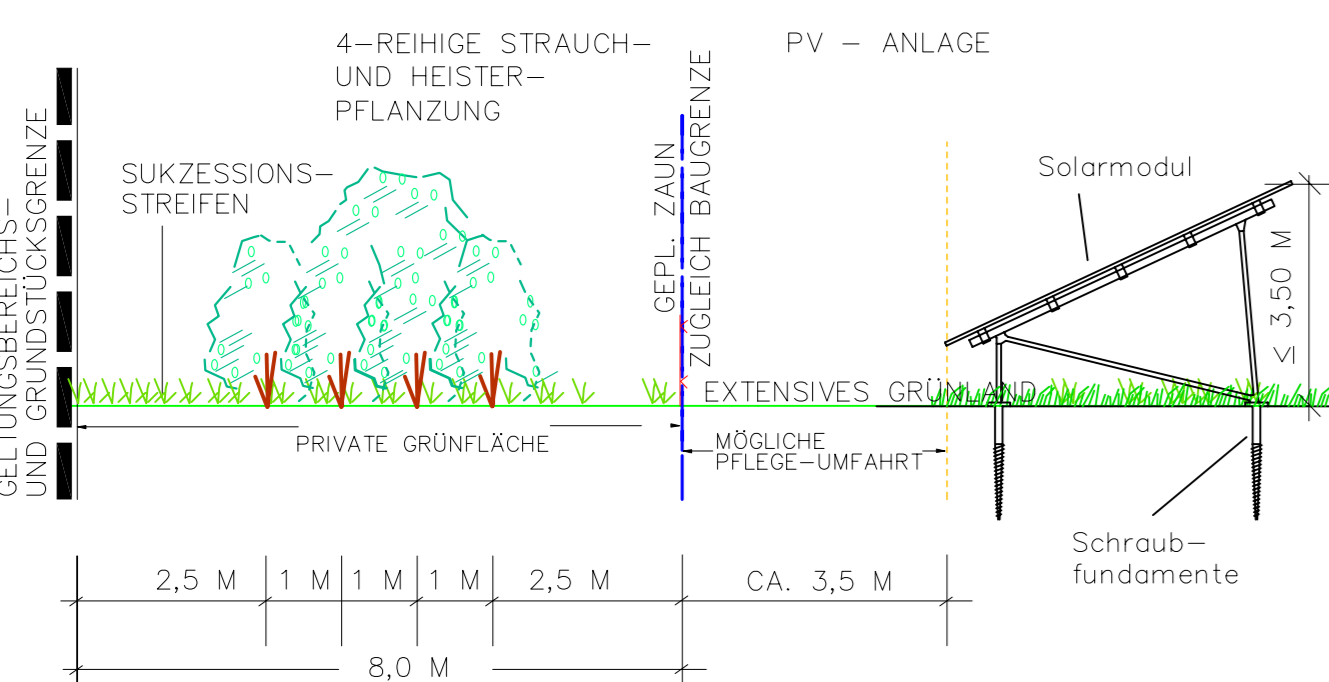 4–REIHIGE STRAUCH–
UND HEISTER–
PFLANZUNG
PV – ANLAGE
SUKZESSIONS–
STREIFEN
GELTUNGSBEREICHS–
UND GRUNDSTÜCKSGRENZE
GEPL. ZAUN
ZUGLEICH BAUGRENZE
Solarmodul
≤ 3,50 M
EXTENSIVES GRÜNLAND
PRIVATE GRÜNFLÄCHE
MÖGLICHE
PFLEGE–UMFAHRT
Schraub–
fundamente
2,5 M
1 M
1 M
1 M
2,5 M
CA. 3,5 M
8,0 M